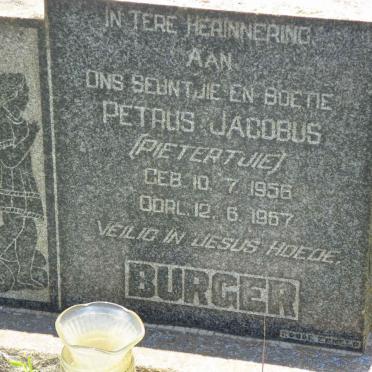 IN TERE HERINNERING
AAN
ONS SEUNTJIE EN BOETIE
PETRUS JACOBUS
(PIETERTJIE)
GEB. 10. 7. 1956
OORL. 12. 6. 1967
VEILIG IN JESUS HOEDE.
BURGER